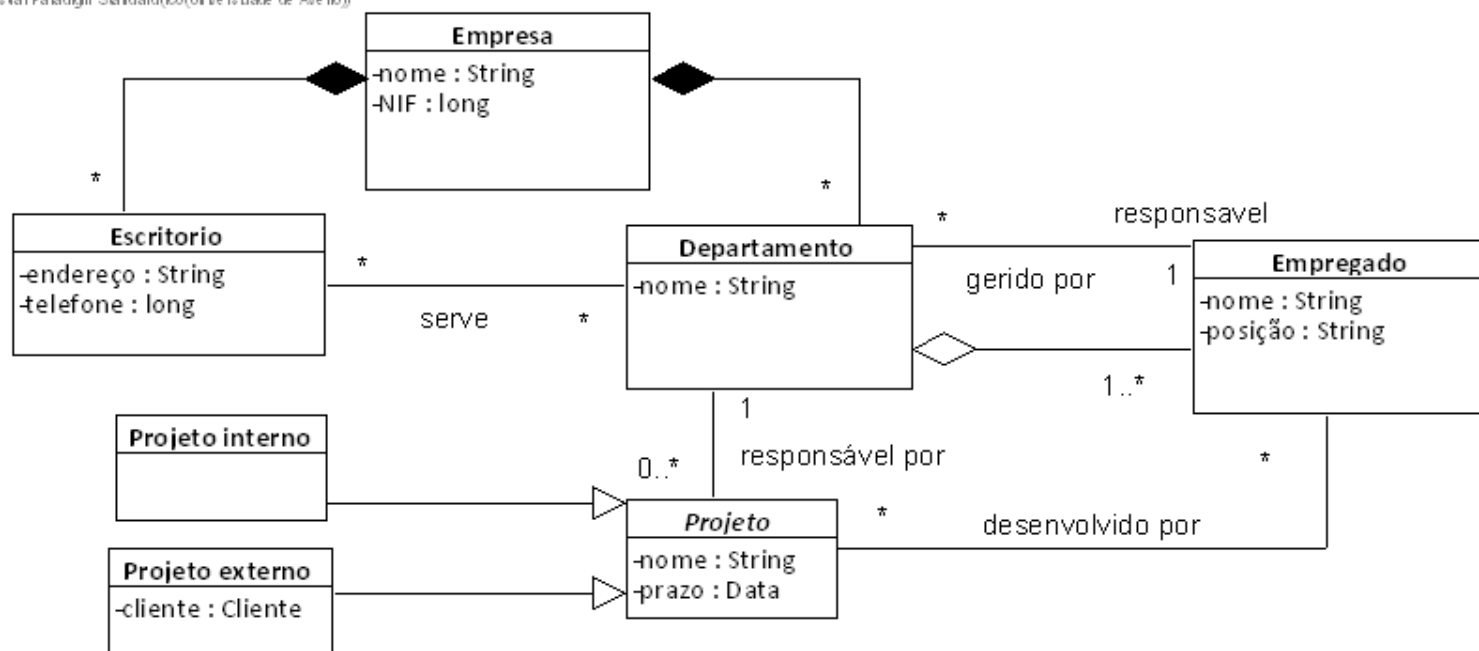 Empresa
-nome : String
-NIF : long
*
*
Escritorio
-endereço : String
-telefone : long
*
serve
*
Departamento
-nome : String
*
responsavel
gerido por
1
1..*
Empregado
-nome : String
-posição : String
1
responsável por
0..*
*
desenvolvido por
*
Projeto interno
Projeto
-nome : String
-prazo : Data
Projeto externo
-cliente : Cliente